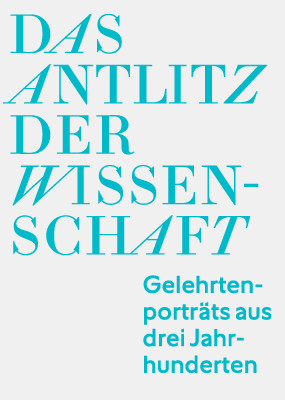 DAS
ANTLITZ
DER
WISSEN-
SCHAFT
Gelehrten-
porträts aus
drei Jahr-
hunderten